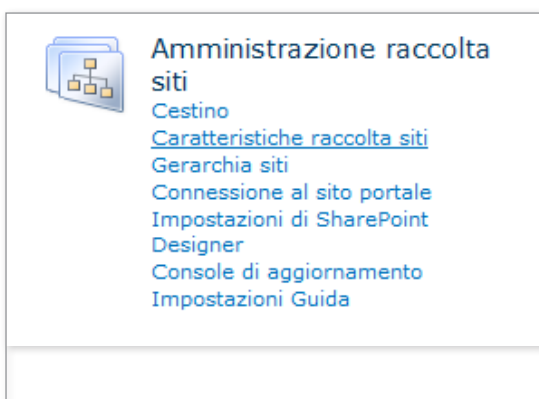 Amministrazione raccolta
siti
Cestino
Caratteristiche raccolta siti
Gerarchia siti
Connessione al sito portale
Impostazioni di SharePoint
Designer
Console di aggiornamento
Impostazioni Guida